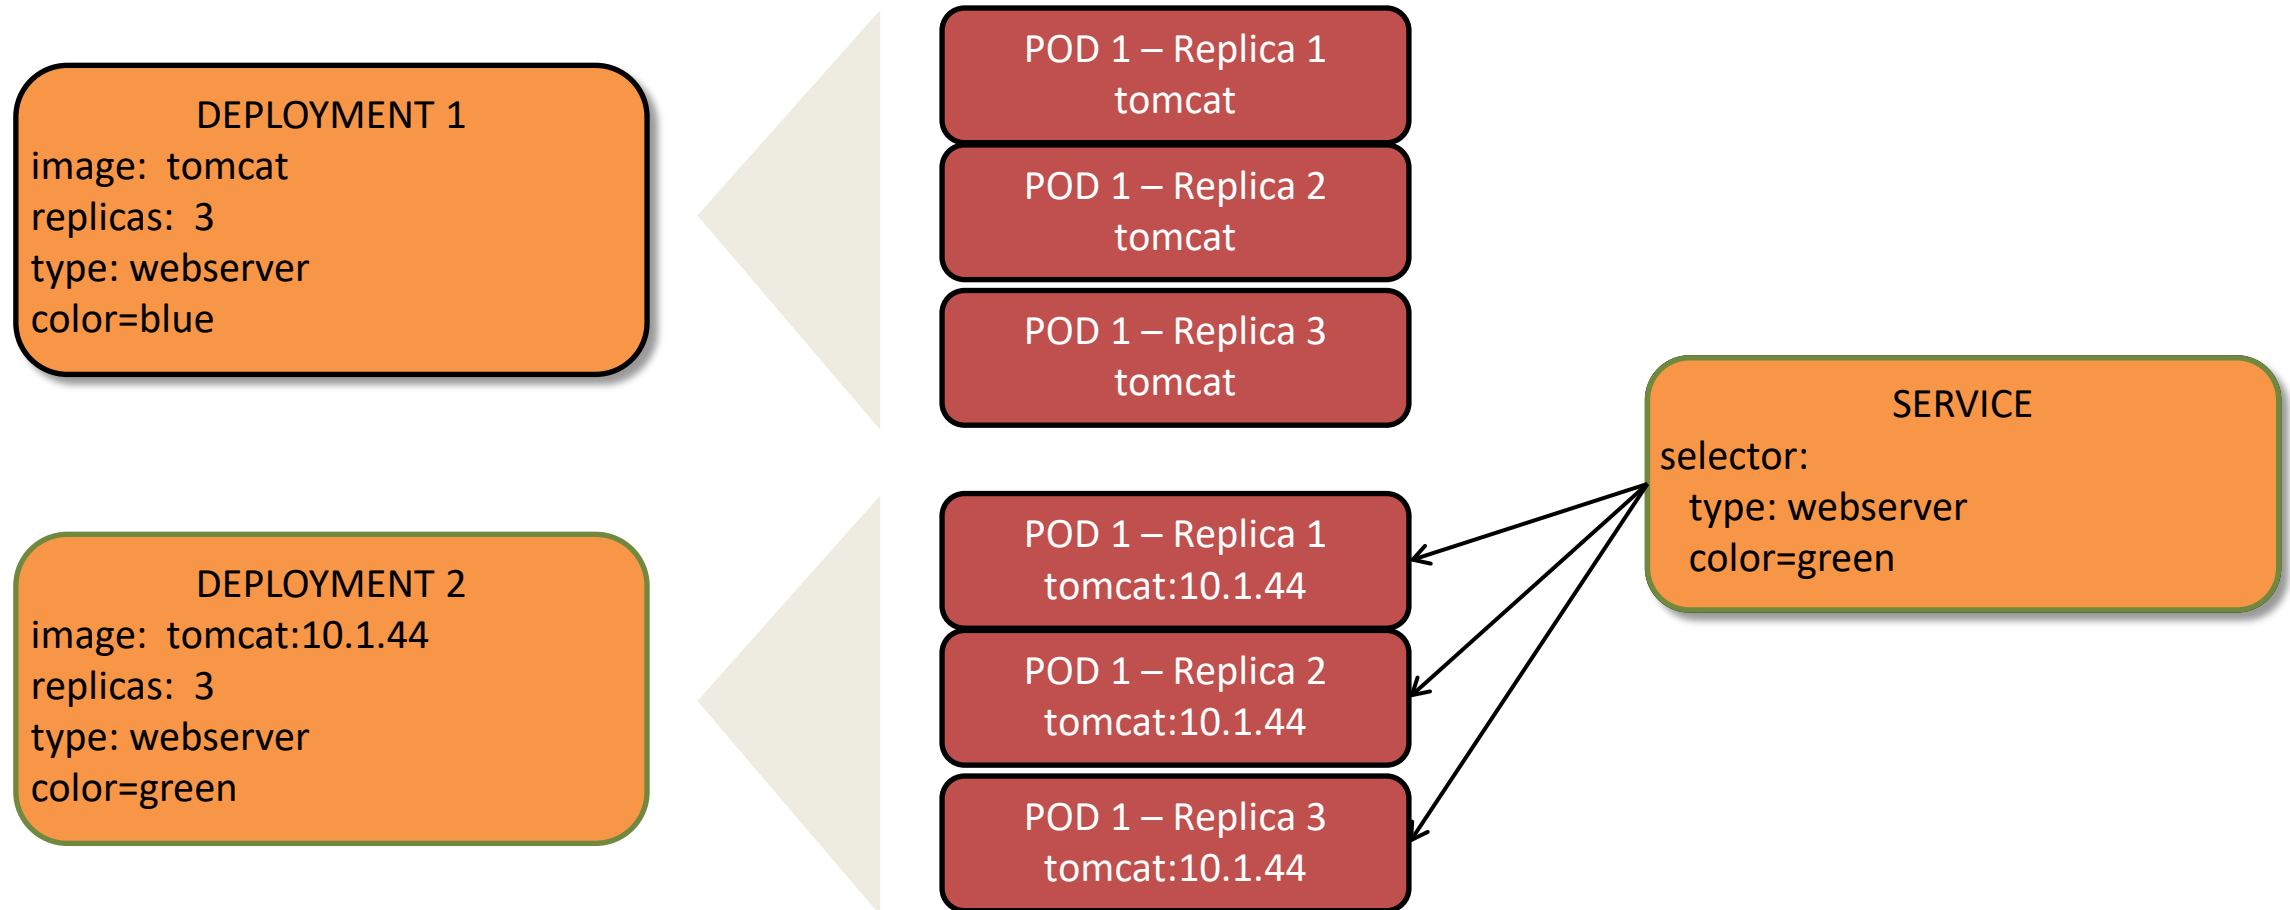 DEPLOYMENT 1
image:  tomcat
replicas:  3
type: webserver
color=blue
POD 1 – Replica 1
tomcat
POD 1 – Replica 2
tomcat
POD 1 – Replica 3
tomcat
DEPLOYMENT 2
image:  tomcat:10.1.44
replicas:  3
type: webserver
color=green
POD 1 – Replica 1
tomcat:10.1.44
POD 1 – Replica 2
tomcat:10.1.44
POD 1 – Replica 3
tomcat:10.1.44
SERVICE
selector:
type: webserver
color=green